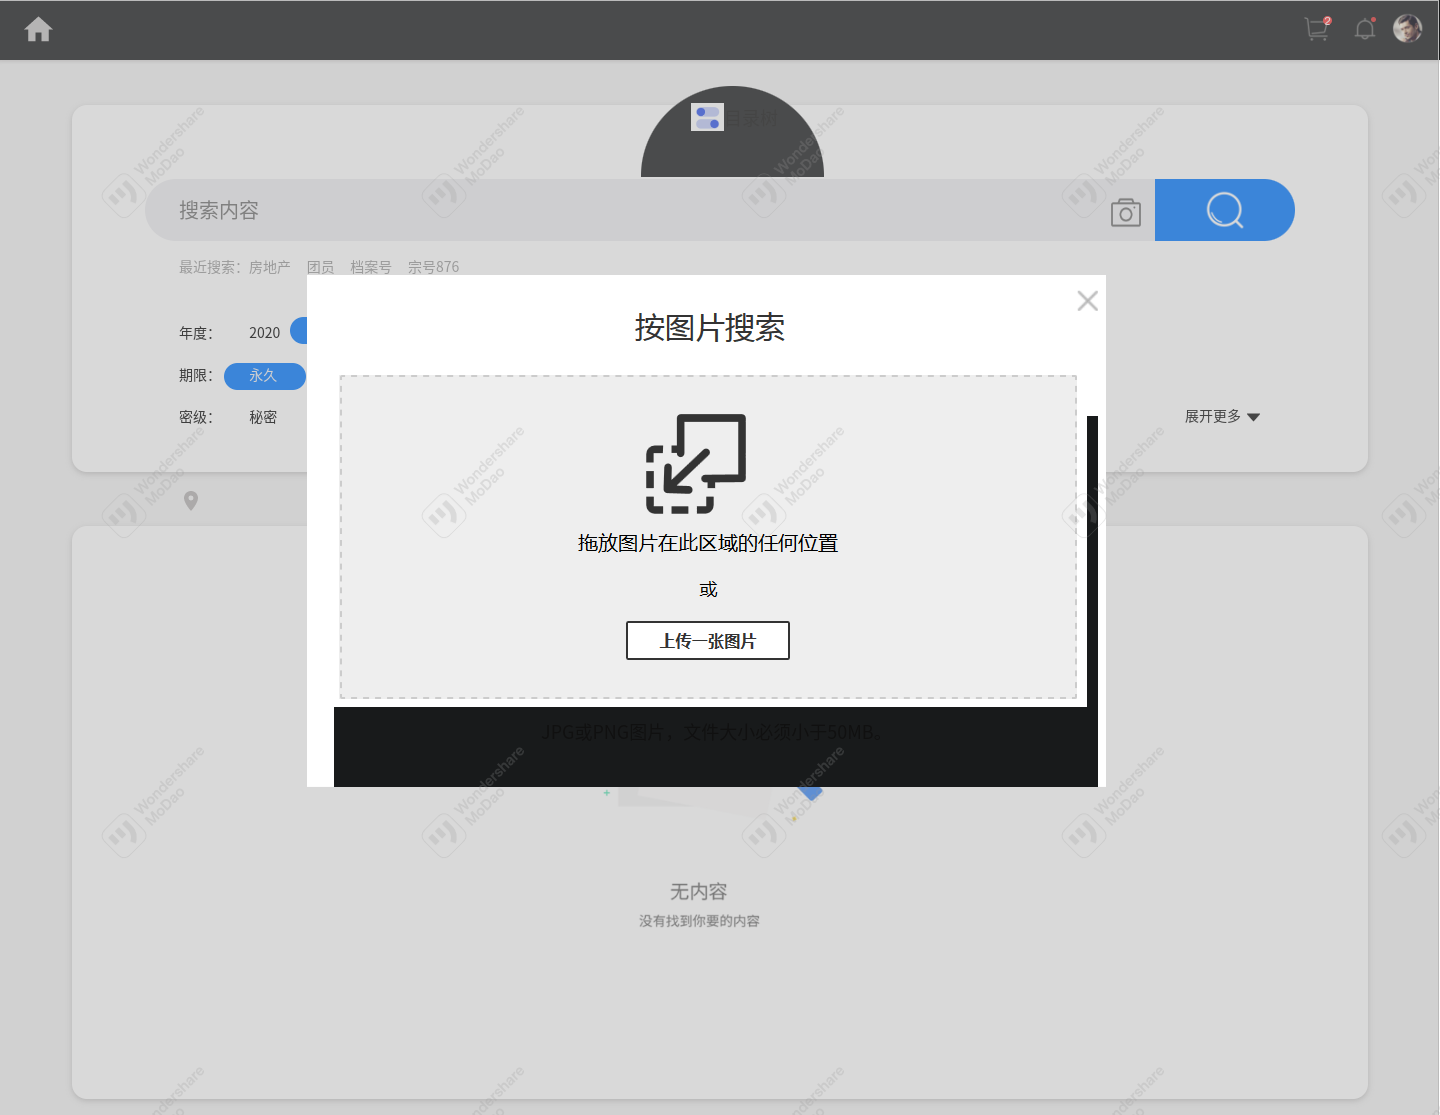 2
目录树
搜索内容
最近搜索：房地产 团员 档案号 宗号876
年度： 2020
期限： 永久
密级： 秘密
展开更多
按图片搜索
拖放图片在此区域的任何位置
或
上传一张图片
JPG或PNG图片，文件大小必须小于50MB。
无内容
没有找到你要的内容
Wondershare
MoDao